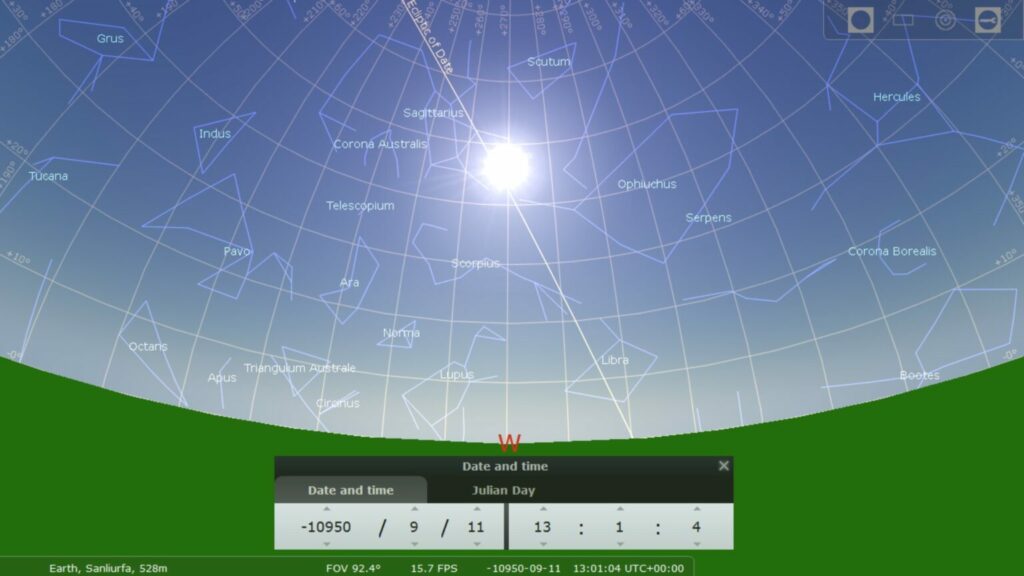 Grus
Scutum
Ecliptic of Date
Hercules
Sagittarius
Indus
Corona Australis
Tucana
Ophiuchus
Telescopium
Serpens
Pavo
Corona Borealis
Scorpius
Ara
+10°
+10°
Norma
Octans
Libra
Triangulum Australe
Apus
Lupus
Bootes
Circinus
W
Date and time
Date and time Julian Day
-10950 / 9 / 11 13 : 1 : 4
Earth, Sanliurfa, 528m FOV 92.4° 15.7 FPS -10950-09-11 13:01:04 UTC+00:00